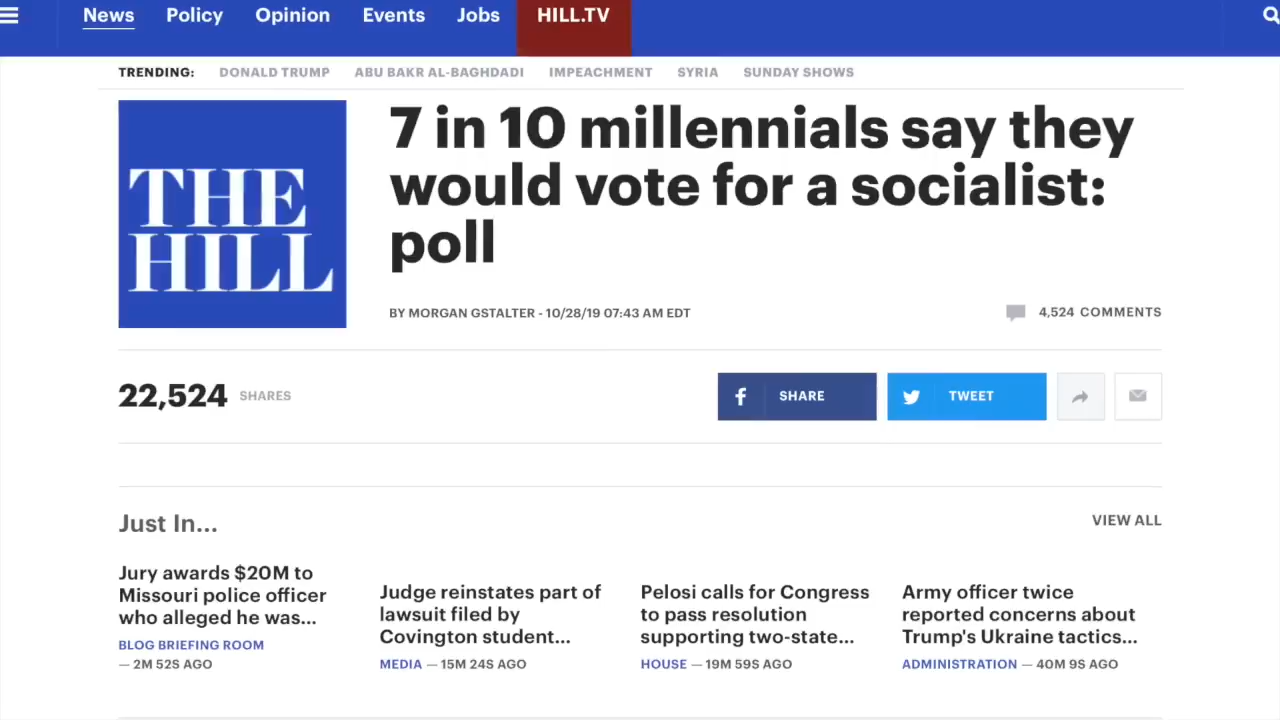 News Policy Opinion Events Jobs HILL.TV
TRENDING: DONALD TRUMP ABU BAKR AL-BAGHDADI IMPEACHMENT SYRIA SUNDAY SHOWS
THE
HILL
7 in 10 millennials say they
would vote for a socialist:
poll
BY MORGAN GSTALTER - 10/28/19 07:43 AM EDT
4,524 COMMENTS
22,524 SHARES
f SHARE
TWEET
Just In...
VIEW ALL
Jury awards $20M to
Missouri police officer
who alleged he was...
BLOG BRIEFING ROOM
— 2M 52S AGO
Judge reinstates part of
lawsuit filed by
Covington student...
MEDIA — 15M 24S AGO
Pelosi calls for Congress
to pass resolution
supporting two-state...
HOUSE — 19M 59S AGO
Army officer twice
reported concerns about
Trump's Ukraine tactics...
ADMINISTRATION — 40M 9S AGO